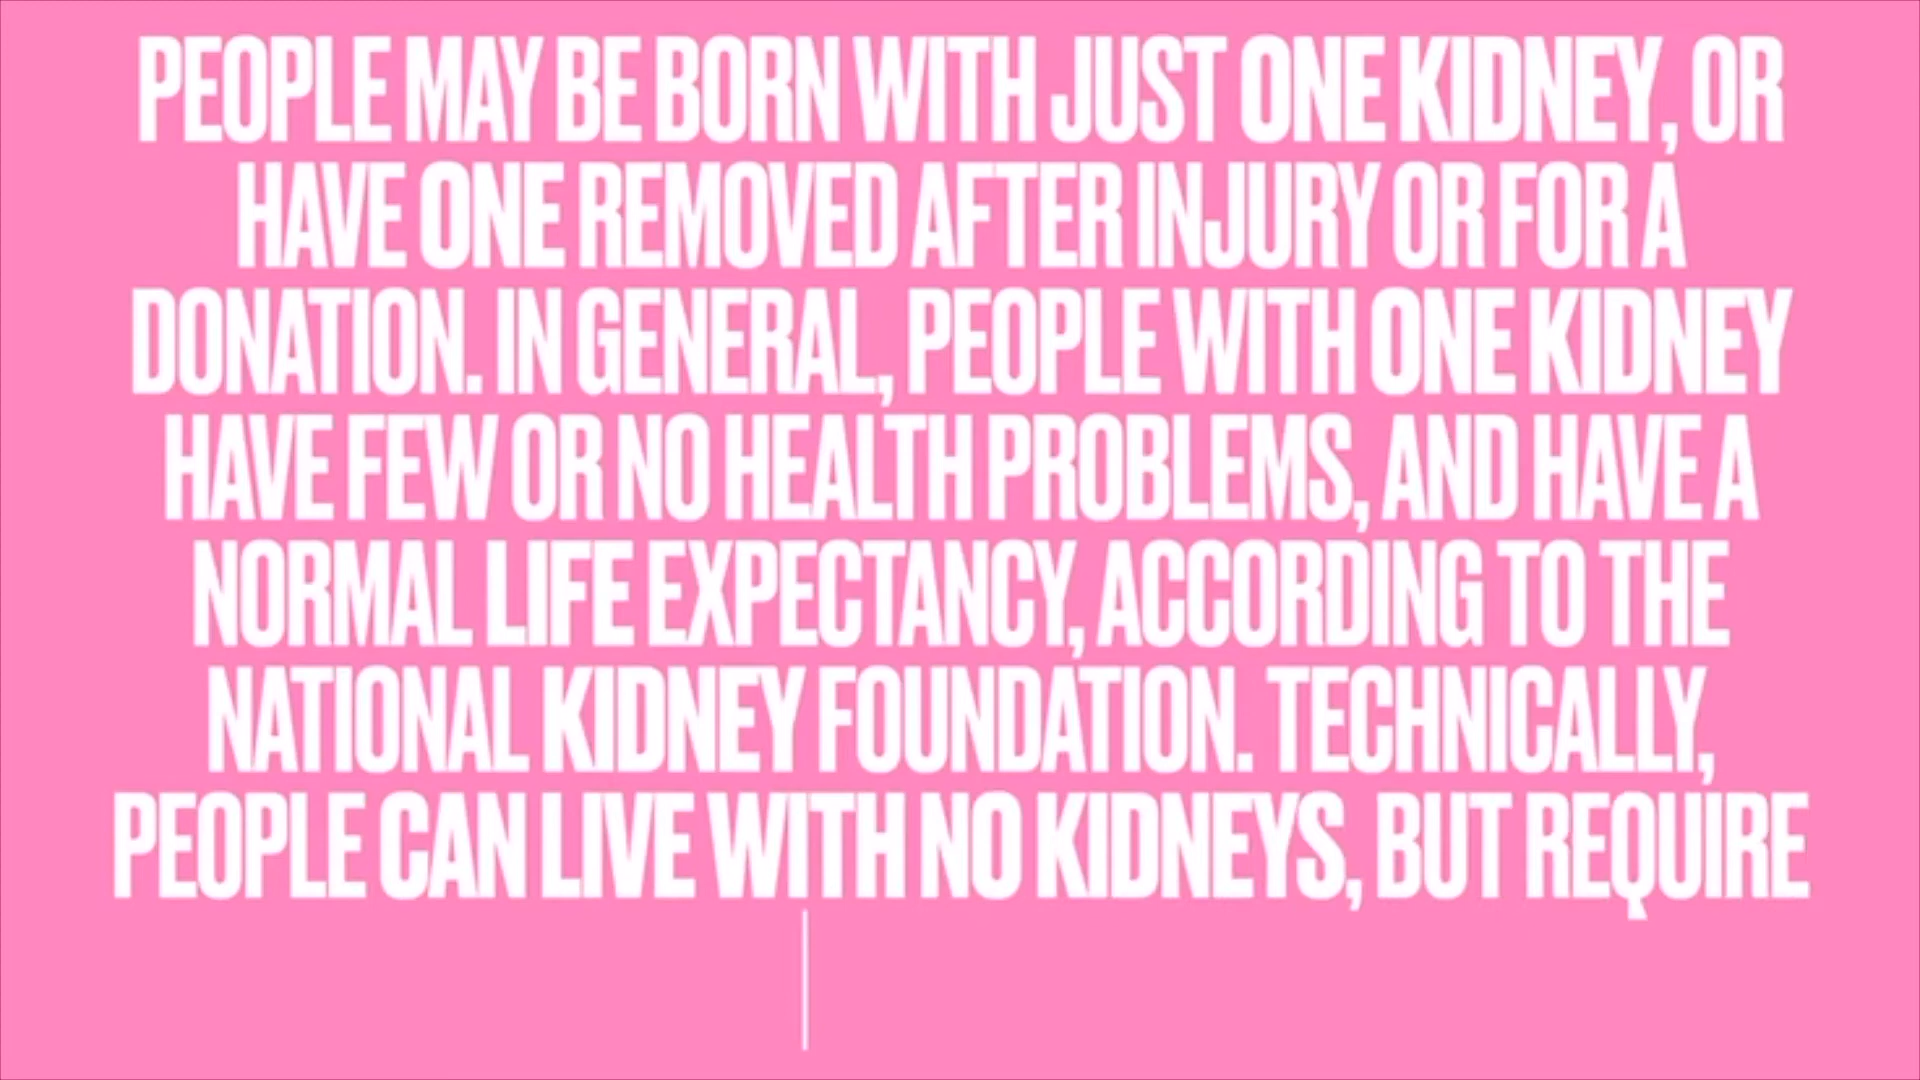 PEOPLE MAY BE BORN WITH JUST ONE KIDNEY, OR
HAVE ONE REMOVED AFTER INJURY OR FOR A
DONATION. IN GENERAL, PEOPLE WITH ONE KIDNEY
HAVE FEW OR NO HEALTH PROBLEMS, AND HAVE A
NORMAL LIFE EXPECTANCY, ACCORDING TO THE
NATIONAL KIDNEY FOUNDATION. TECHNICALLY,
PEOPLE CAN LIVE WITH NO KIDNEYS, BUT REQUIRE